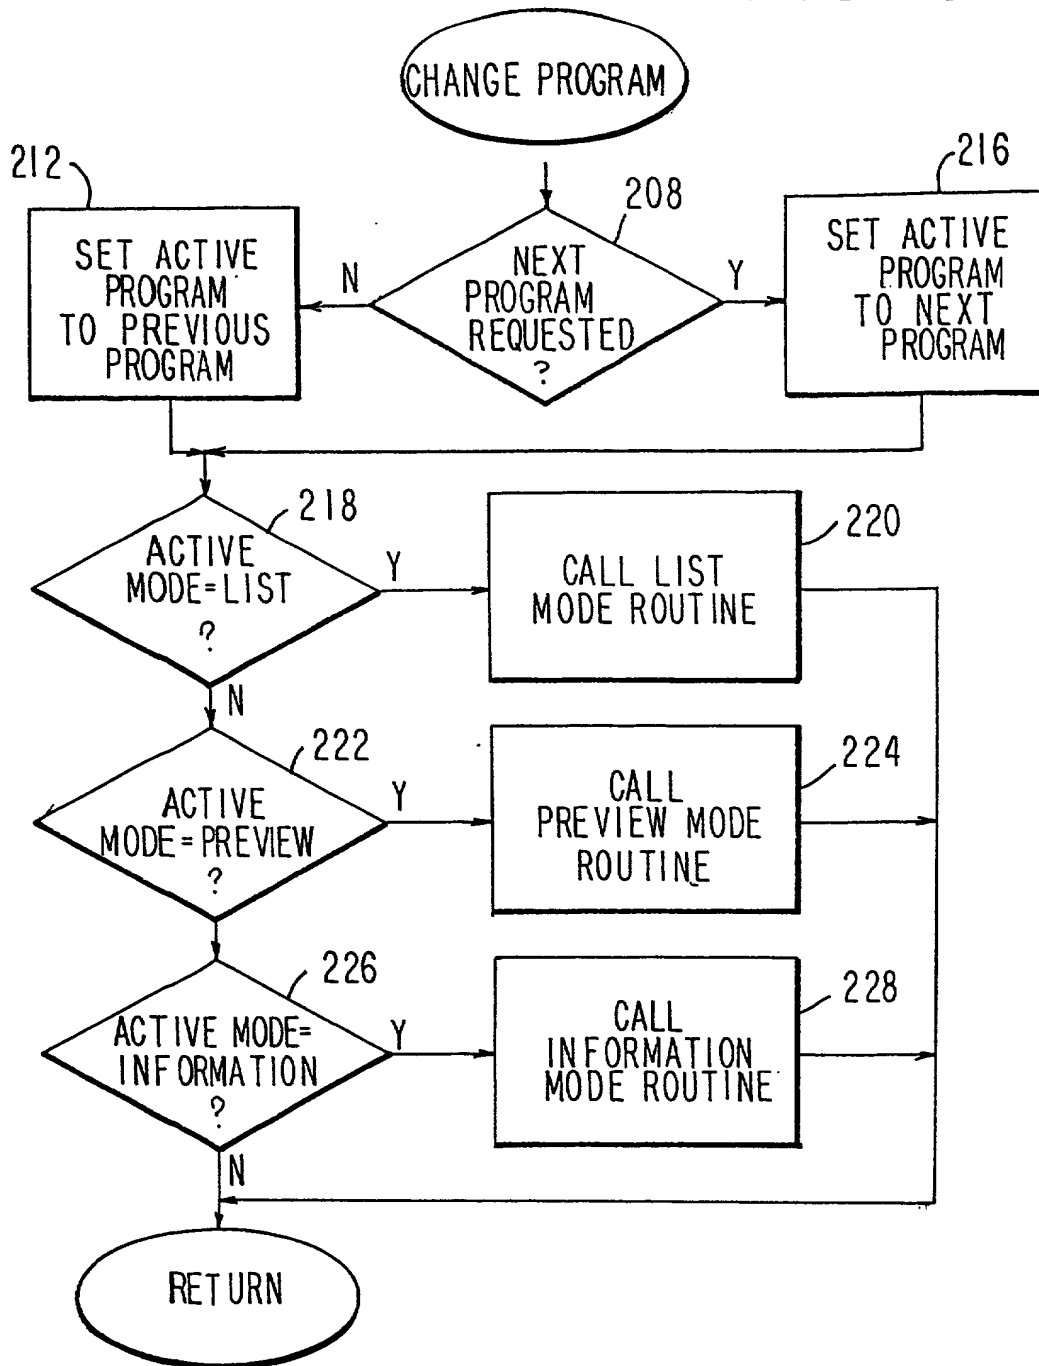 CHANGE PROGRAM
212
208
216
SET ACTIVE
PROGRAM
TO PREVIOUS
PROGRAM
N
NEXT
PROGRAM
REQUESTED
?
Y
SET ACTIVE
PROGRAM
TO NEXT
PROGRAM
218
ACTIVE
MODE=LIST
?
Y
N
220
CALL LIST
MODE ROUTINE
222
ACTIVE
MODE=PREVIEW
?
Y
224
CALL
PREVIEW MODE
ROUTINE
226
ACTIVE MODE=
INFORMATION
?
Y
N
228
CALL
INFORMATION
MODE ROUTINE
RETURN